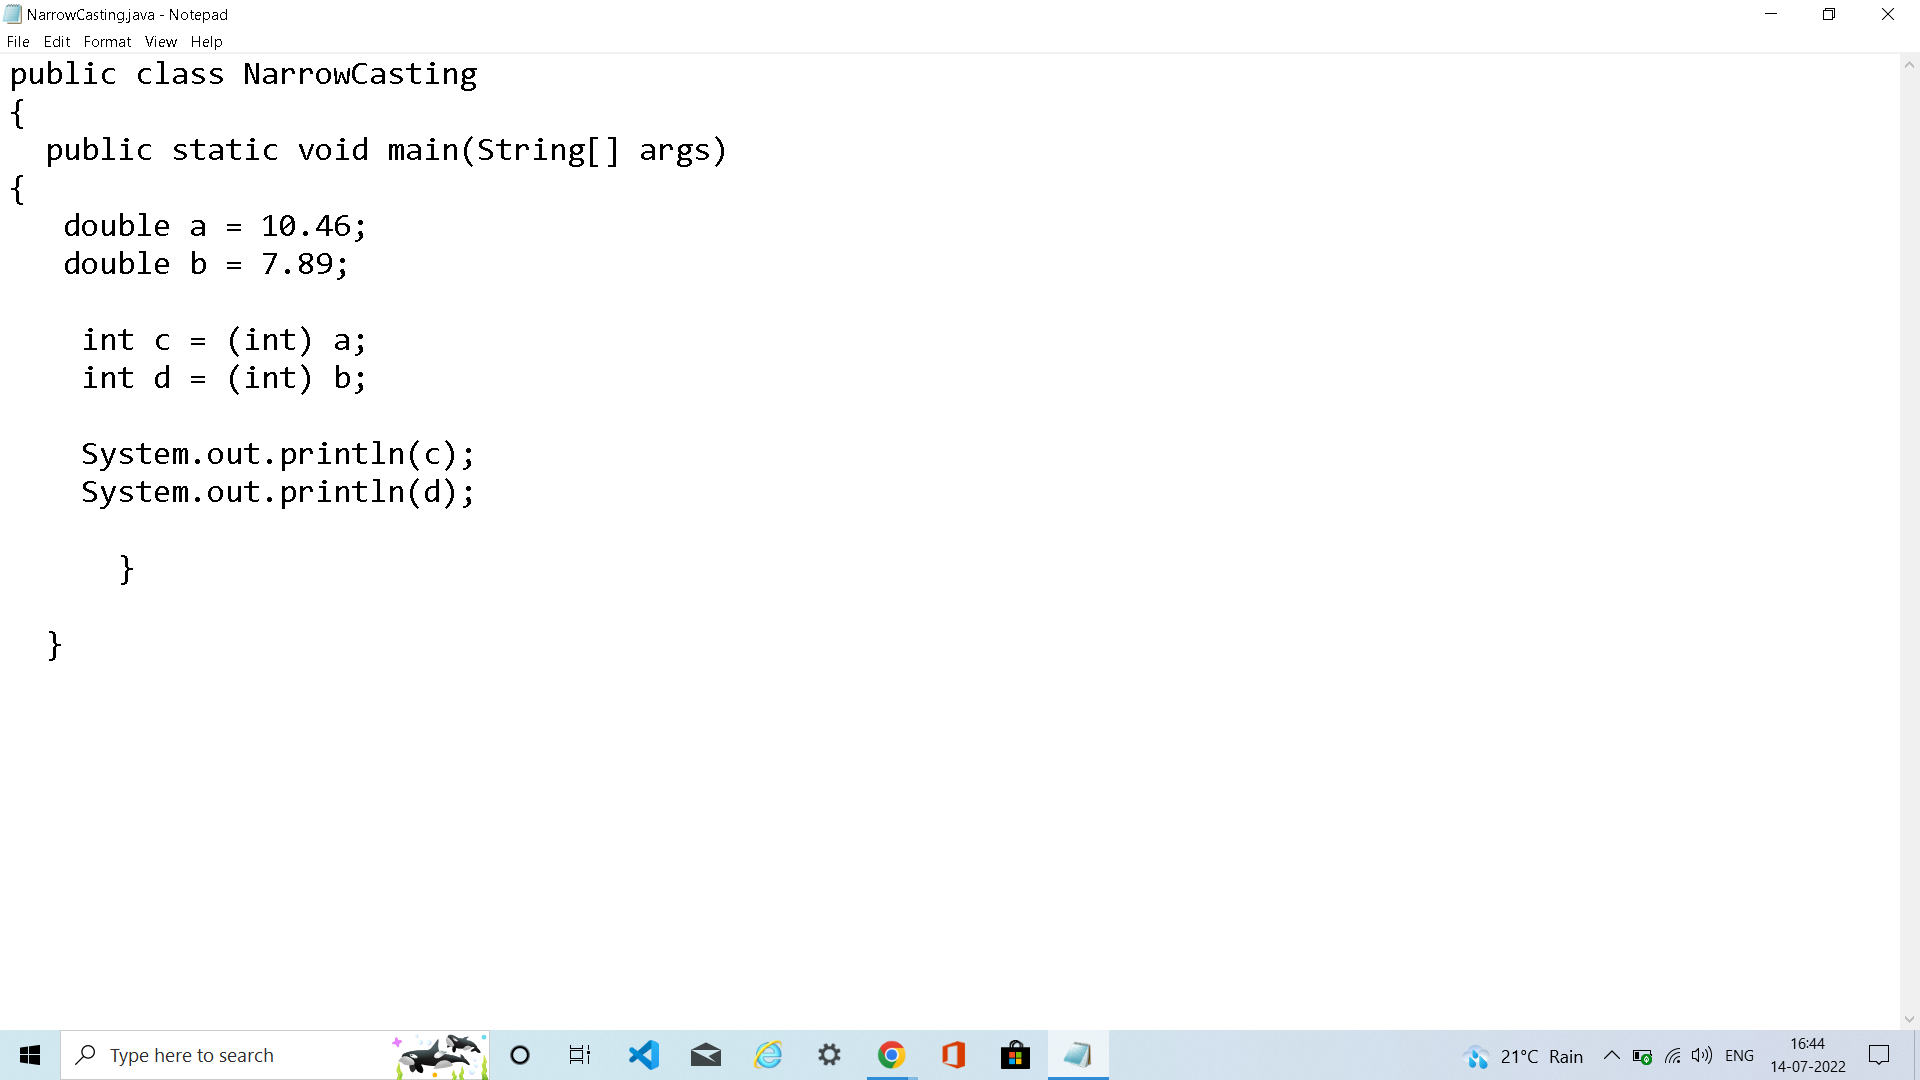 NarrowCasting.java - Notepad
File Edit Format View Help
public class NarrowCasting
{
  public static void main(String[] args)
{
   double a = 10.46;
   double b = 7.89;
    int c = (int) a;
    int d = (int) b;
    System.out.println(c);
    System.out.println(d);
      }
  }
Type here to search
21°C Rain
ENG
16:44
14-07-2022